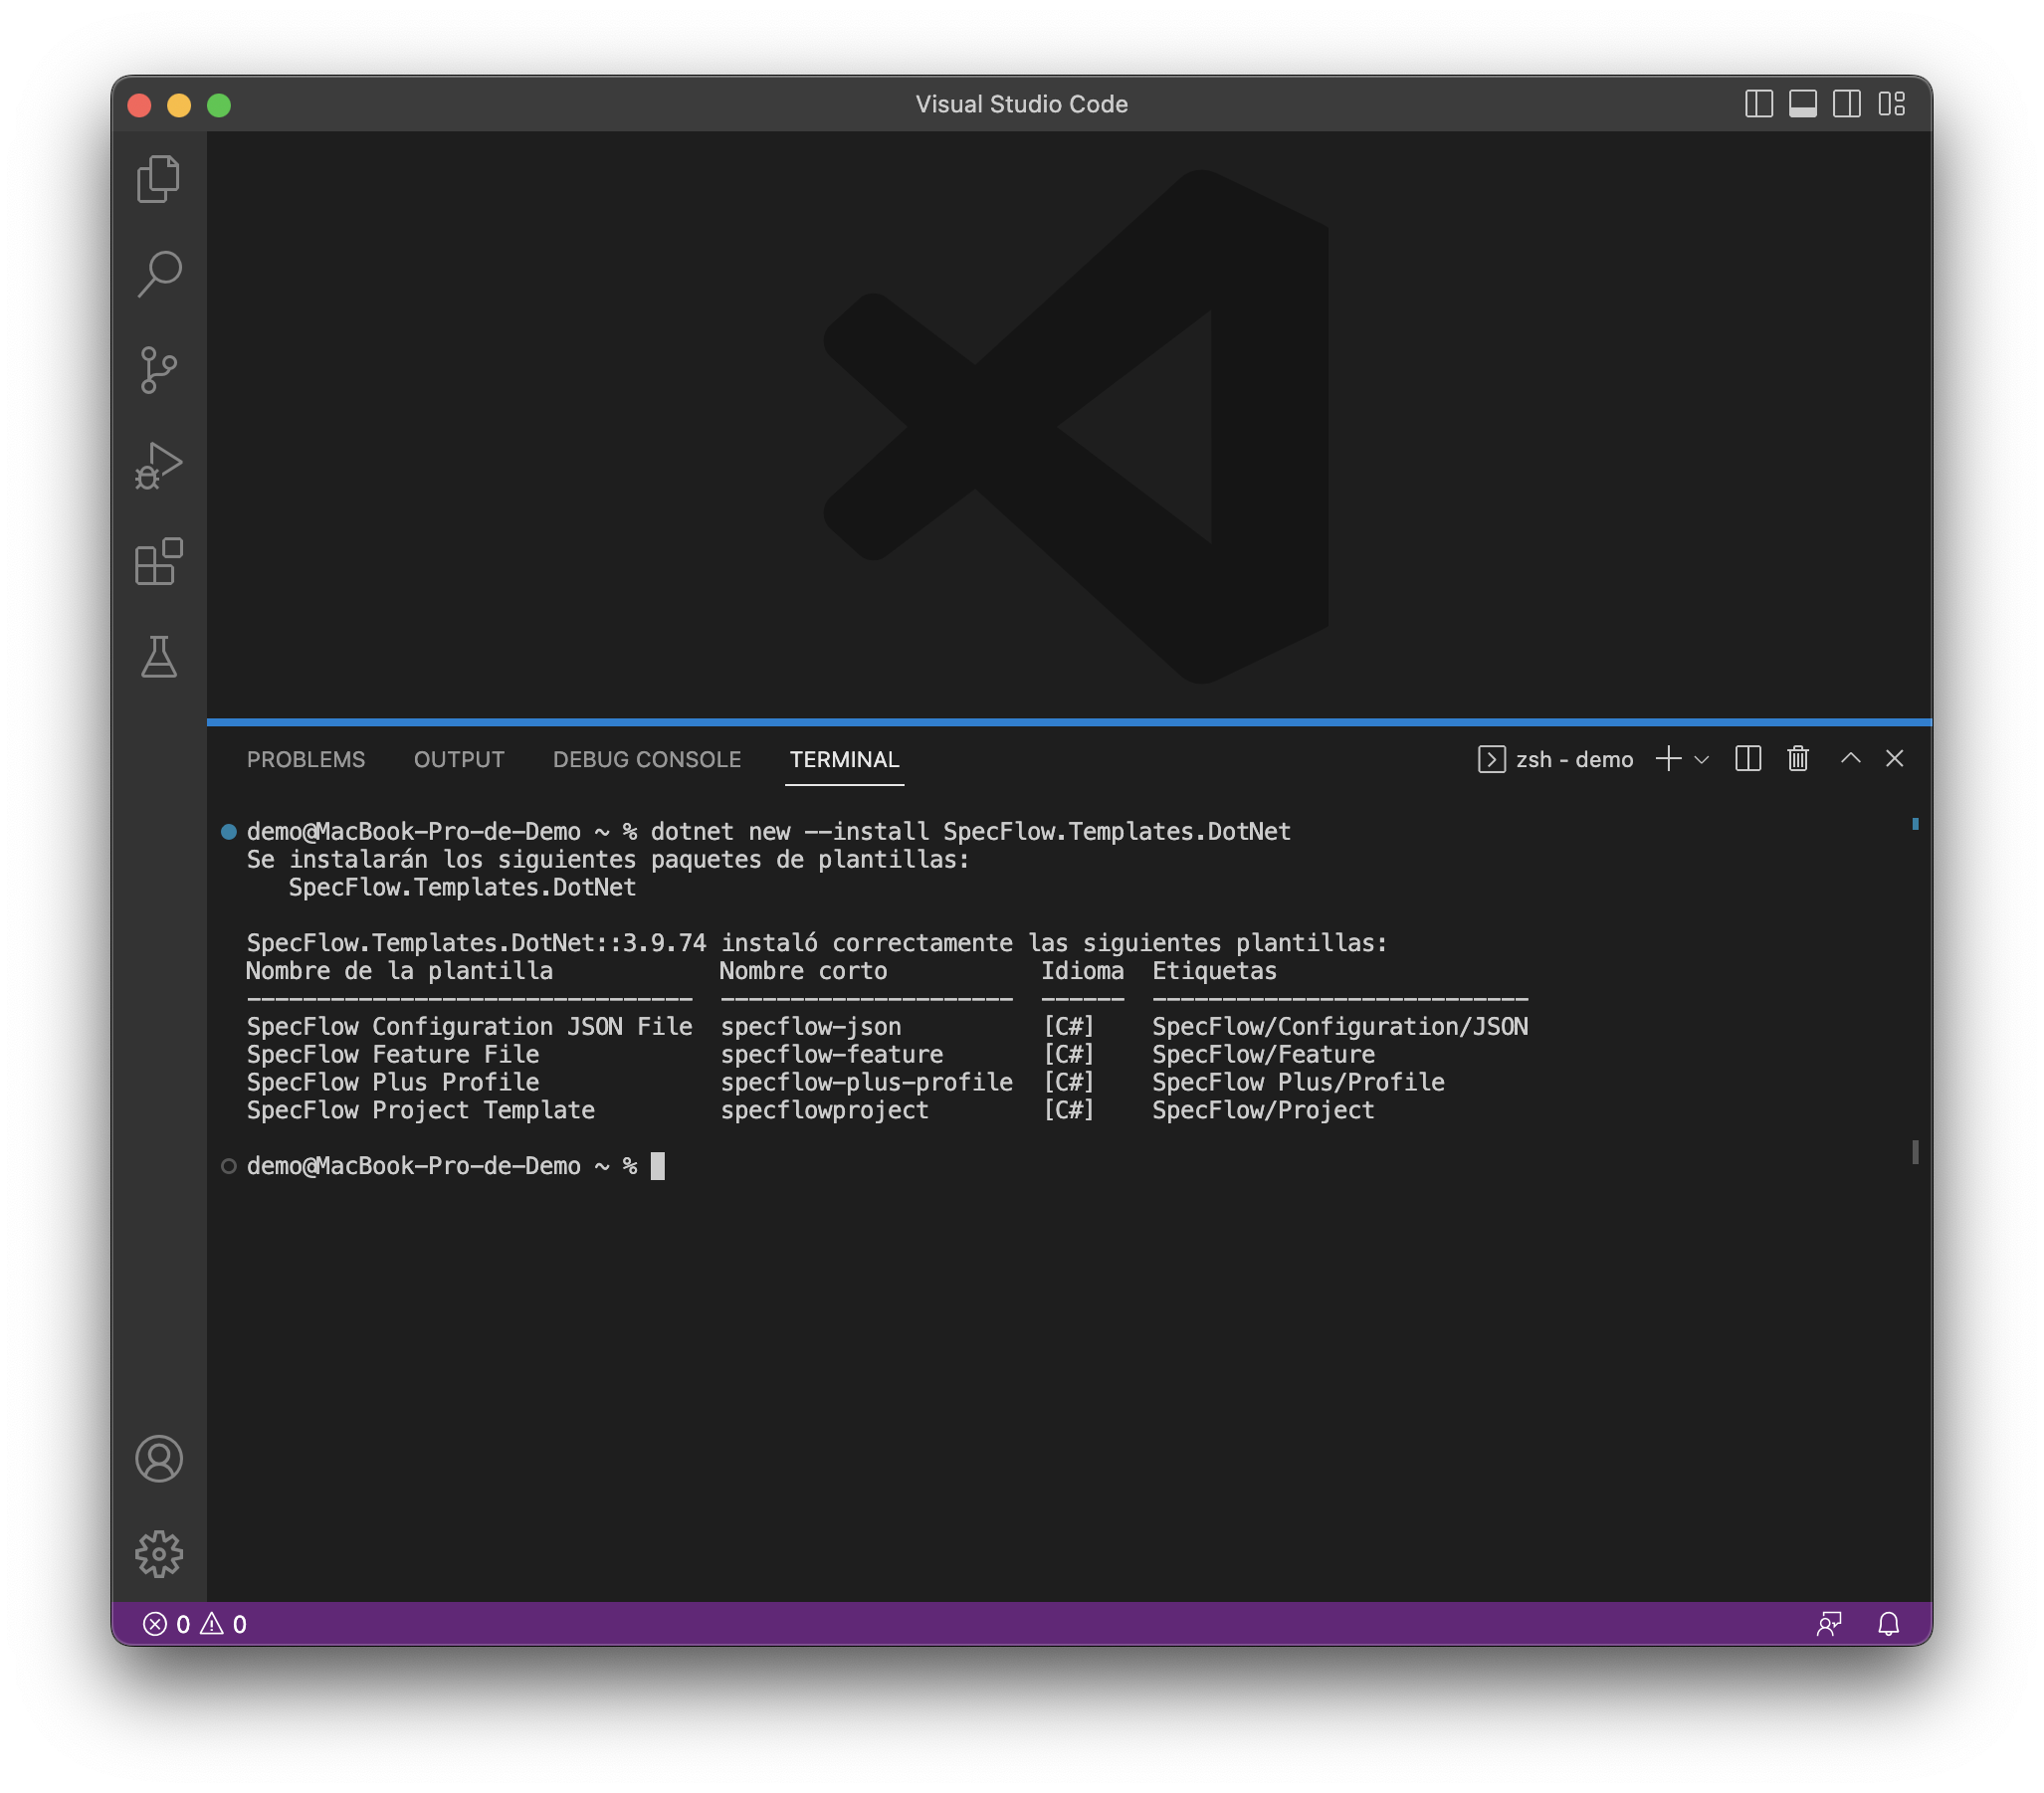 Visual Studio Code
PROBLEMS OUTPUT DEBUG CONSOLE TERMINAL zsh - demo
demo@MacBook-Pro-de-Demo ~ % dotnet new --install SpecFlow.Templates.DotNet
Se instalarán los siguientes paquetes de plantillas:
SpecFlow.Templates.DotNet
SpecFlow.Templates.DotNet::3.9.74 instaló correctamente las siguientes plantillas:
Nombre de la plantilla Nombre corto Idioma Etiquetas
-------------------------------- --------------------- ------ ---------------------------
SpecFlow Configuration JSON File specflow-json [C#] SpecFlow/Configuration/JSON
SpecFlow Feature File specflow-feature [C#] SpecFlow/Feature
SpecFlow Plus Profile specflow-plus-profile [C#] SpecFlow Plus/Profile
SpecFlow Project Template specflowproject [C#] SpecFlow/Project
demo@MacBook-Pro-de-Demo ~ %
0 0